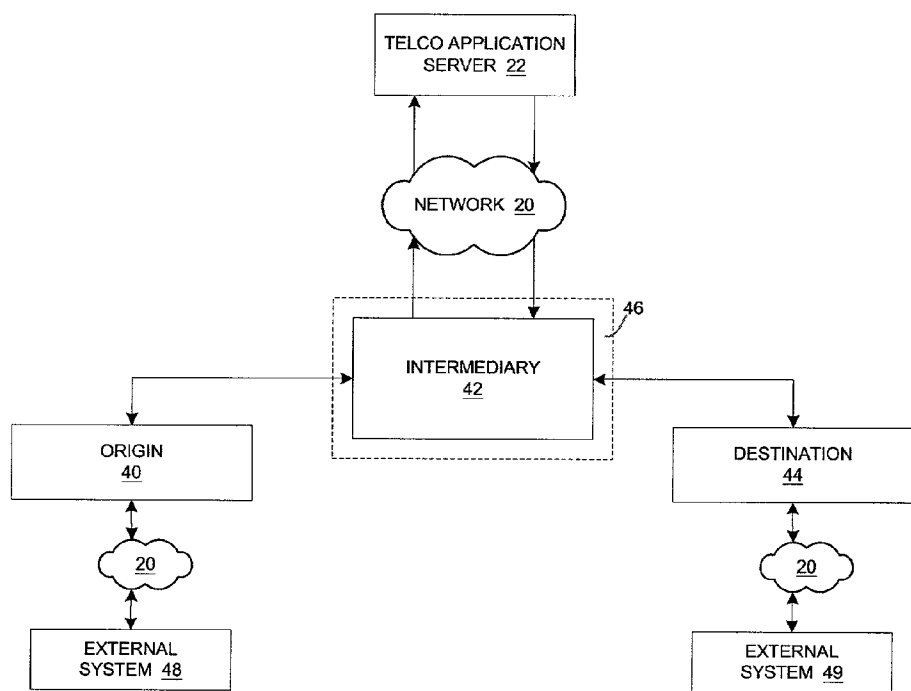 TELCO APPLICATION
SERVER 22
NETWORK 20
46
INTERMEDIARY
42
ORIGIN
40
DESTINATION
44
20
20
EXTERNAL
SYSTEM 48
EXTERNAL
SYSTEM 49